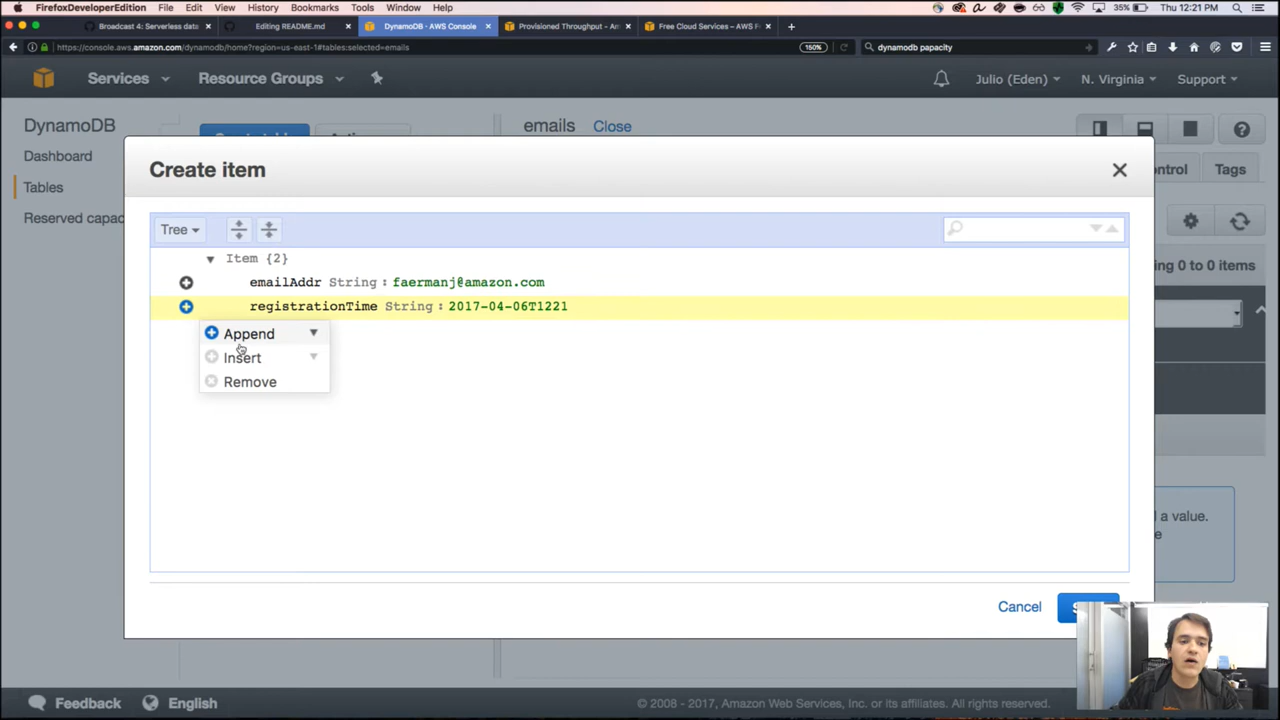 FirefoxDeveloperEdition File Edit View History Bookmarks Tools Window Help 35% Thu 12:21 PM
Broadcast 4: Serverless data Editing README.md DynamoDB · AWS Console Provisioned Throughput – Am Free Cloud Services – AWS F
https://console.aws.amazon.com/dynamodb/home?region=us-east-1#tables:selected=emails 150% dynamodb papacity
Services Resource Groups Julio (Eden) N. Virginia Support
DynamoDB
Dashboard
Tables
Reserved capac
emails Close
Tags
ing 0 to 0 items
Create item
Tree
Item {2}
emailAddr String : faermanj@amazon.com
registrationTime String : 2017-04-06T1221
Append
Insert
Remove
d a value.
e
Cancel
Feedback English © 2008 - 2017, Amazon Web Services, Inc. or its affiliates. All rights reserved.